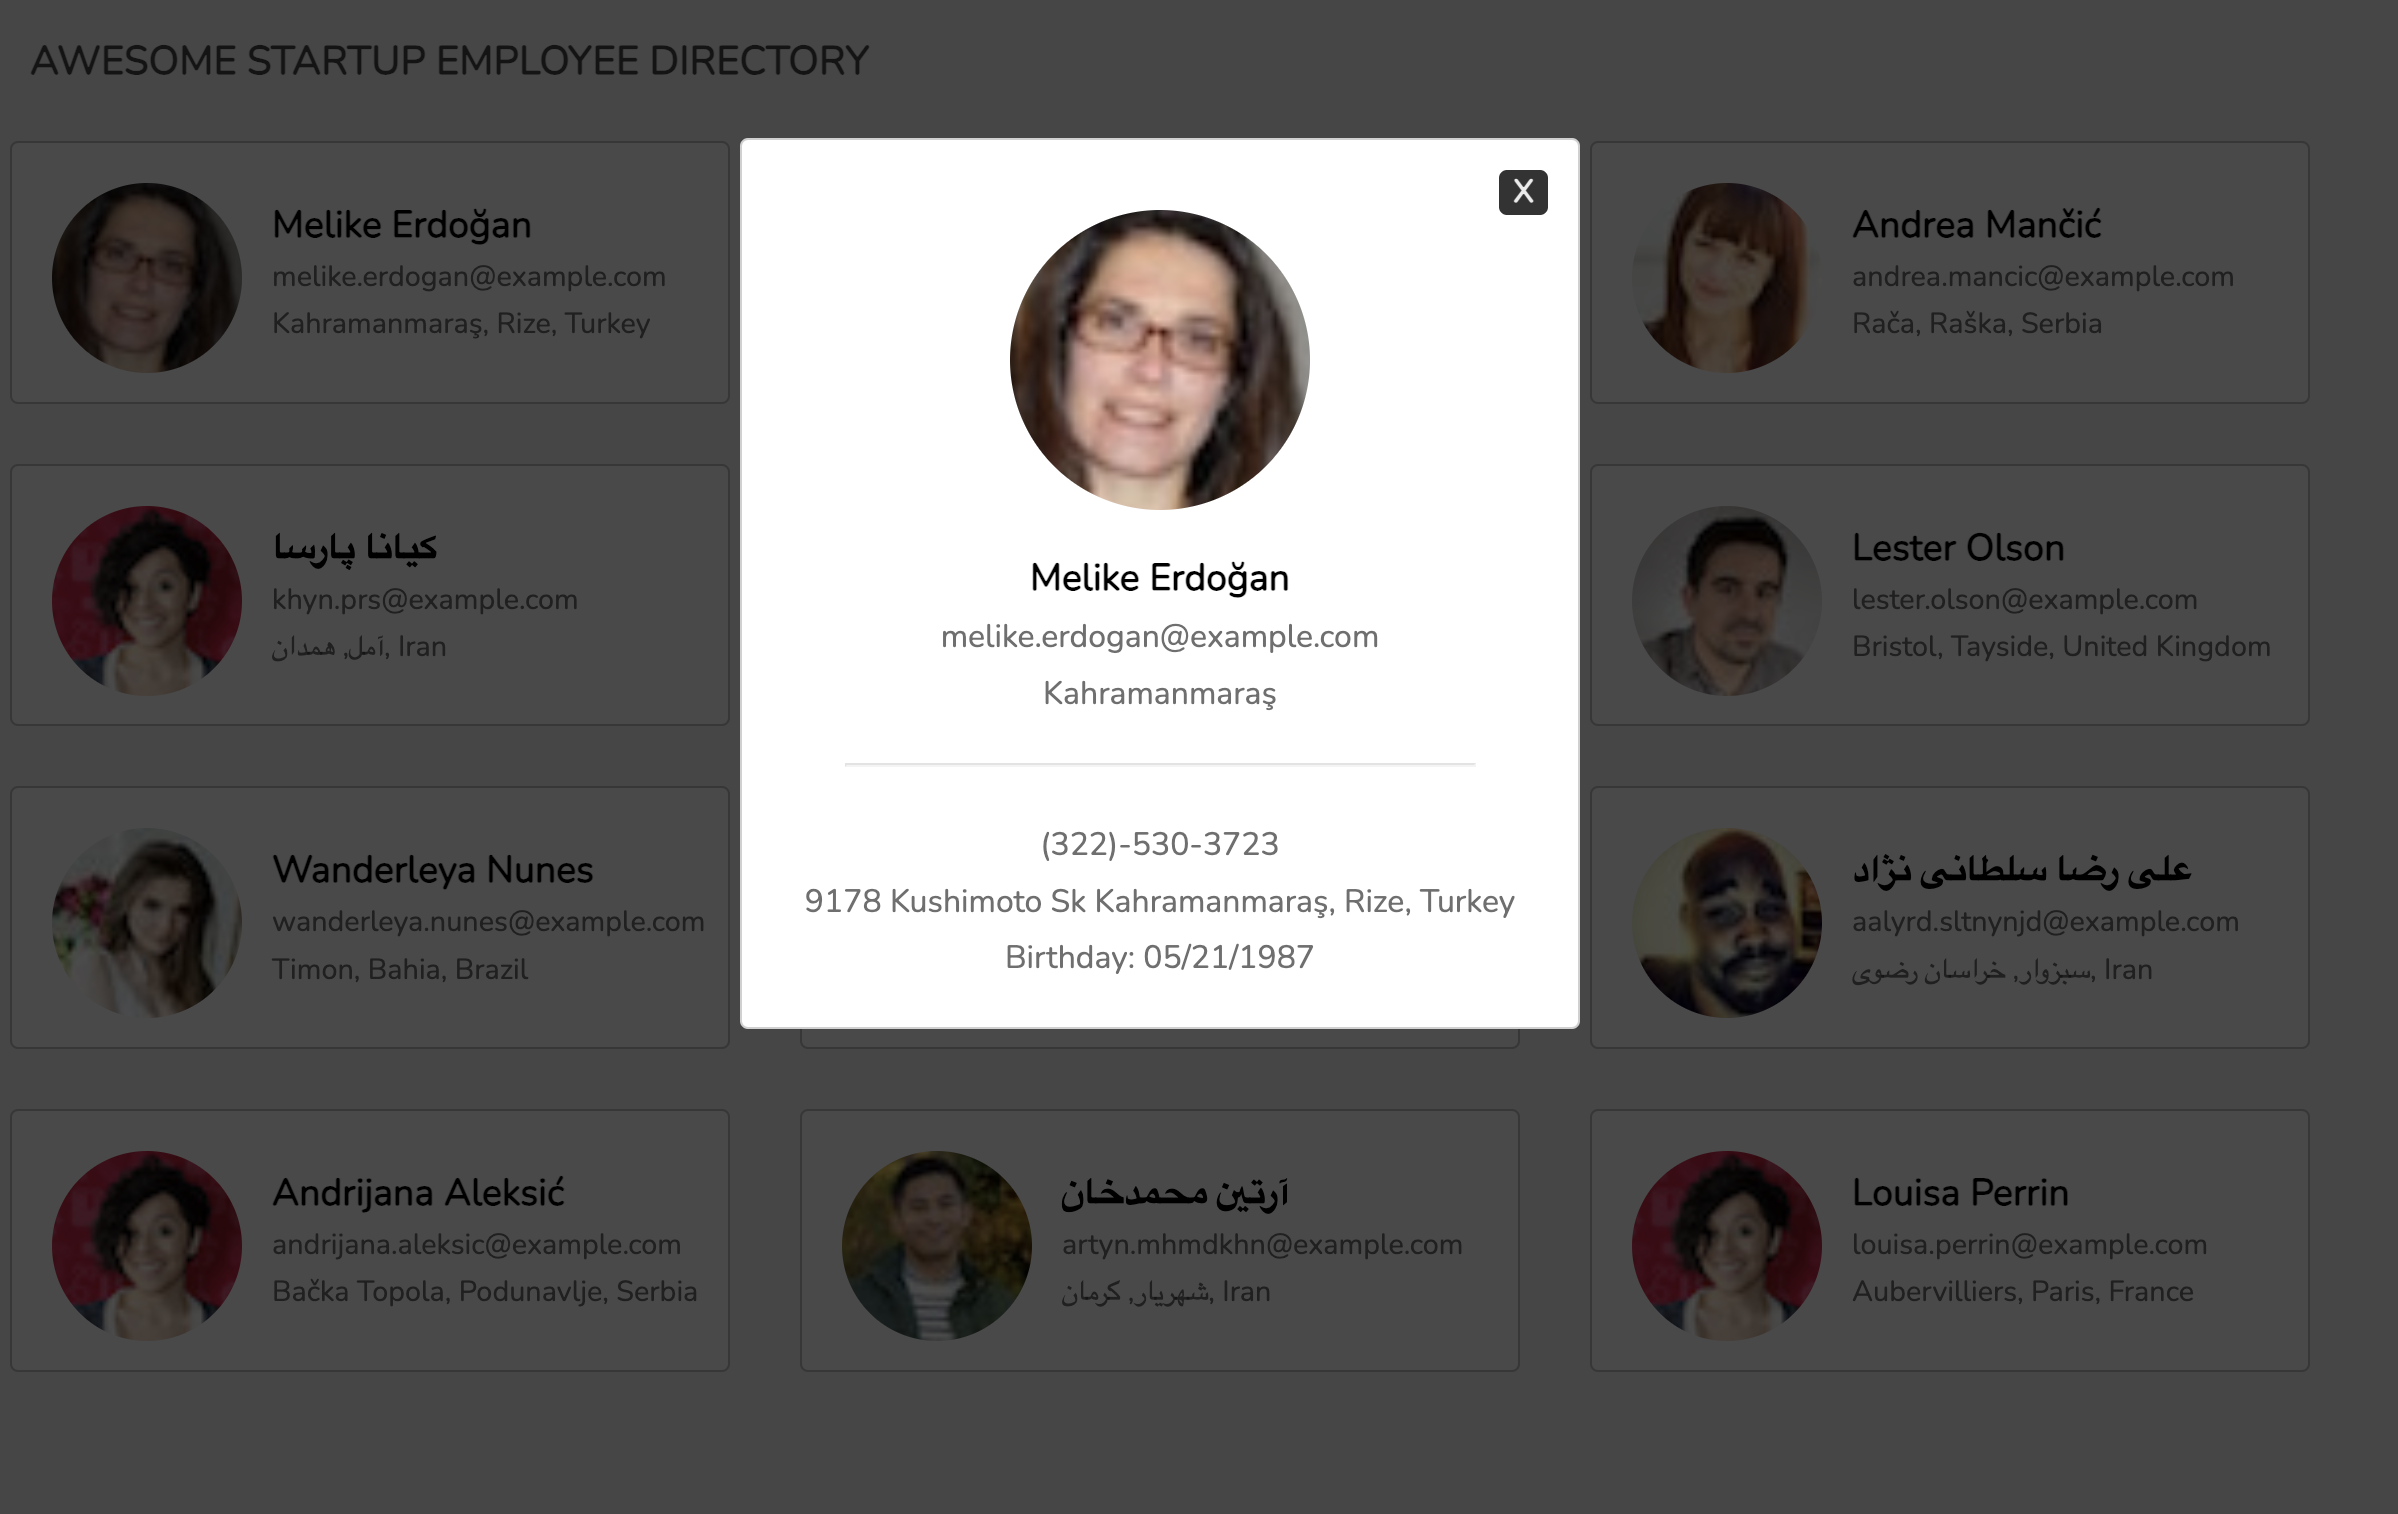 AWESOME STARTUP EMPLOYEE DIRECTORY
Melike Erdoğan
melike.erdogan@example.com
Kahramanmaraş, Rize, Turkey
X
Melike Erdoğan
melike.erdogan@example.com
Kahramanmaraş
(322)-530-3723
9178 Kushimoto Sk Kahramanmaraş, Rize, Turkey
Birthday: 05/21/1987
Andrea Mančić
andrea.mancic@example.com
Rača, Raška, Serbia
کیانا پارسا
khyn.prs@example.com
آمل, همدان, Iran
Lester Olson
lester.olson@example.com
Bristol, Tayside, United Kingdom
Wanderleya Nunes
wanderleya.nunes@example.com
Timon, Bahia, Brazil
علی رضا سلطانی نژاد
aalyrd.sltnynjd@example.com
سبزوار, خراسان رضوی, Iran
Andrijana Aleksić
andrijana.aleksic@example.com
Bačka Topola, Podunavlje, Serbia
آرتین محمدخان
artyn.mhmdkhn@example.com
شهریار, کرمان, Iran
Louisa Perrin
louisa.perrin@example.com
Aubervilliers, Paris, France